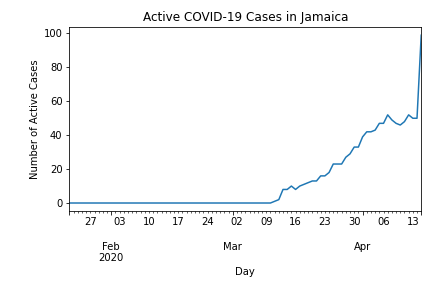 Active COVID-19 Cases in Jamaica
Number of Active Cases
100
80
60
40
20
0
27 03 10 17 24 02 09 16 23 30 06 13
Feb Mar Apr
2020
Day